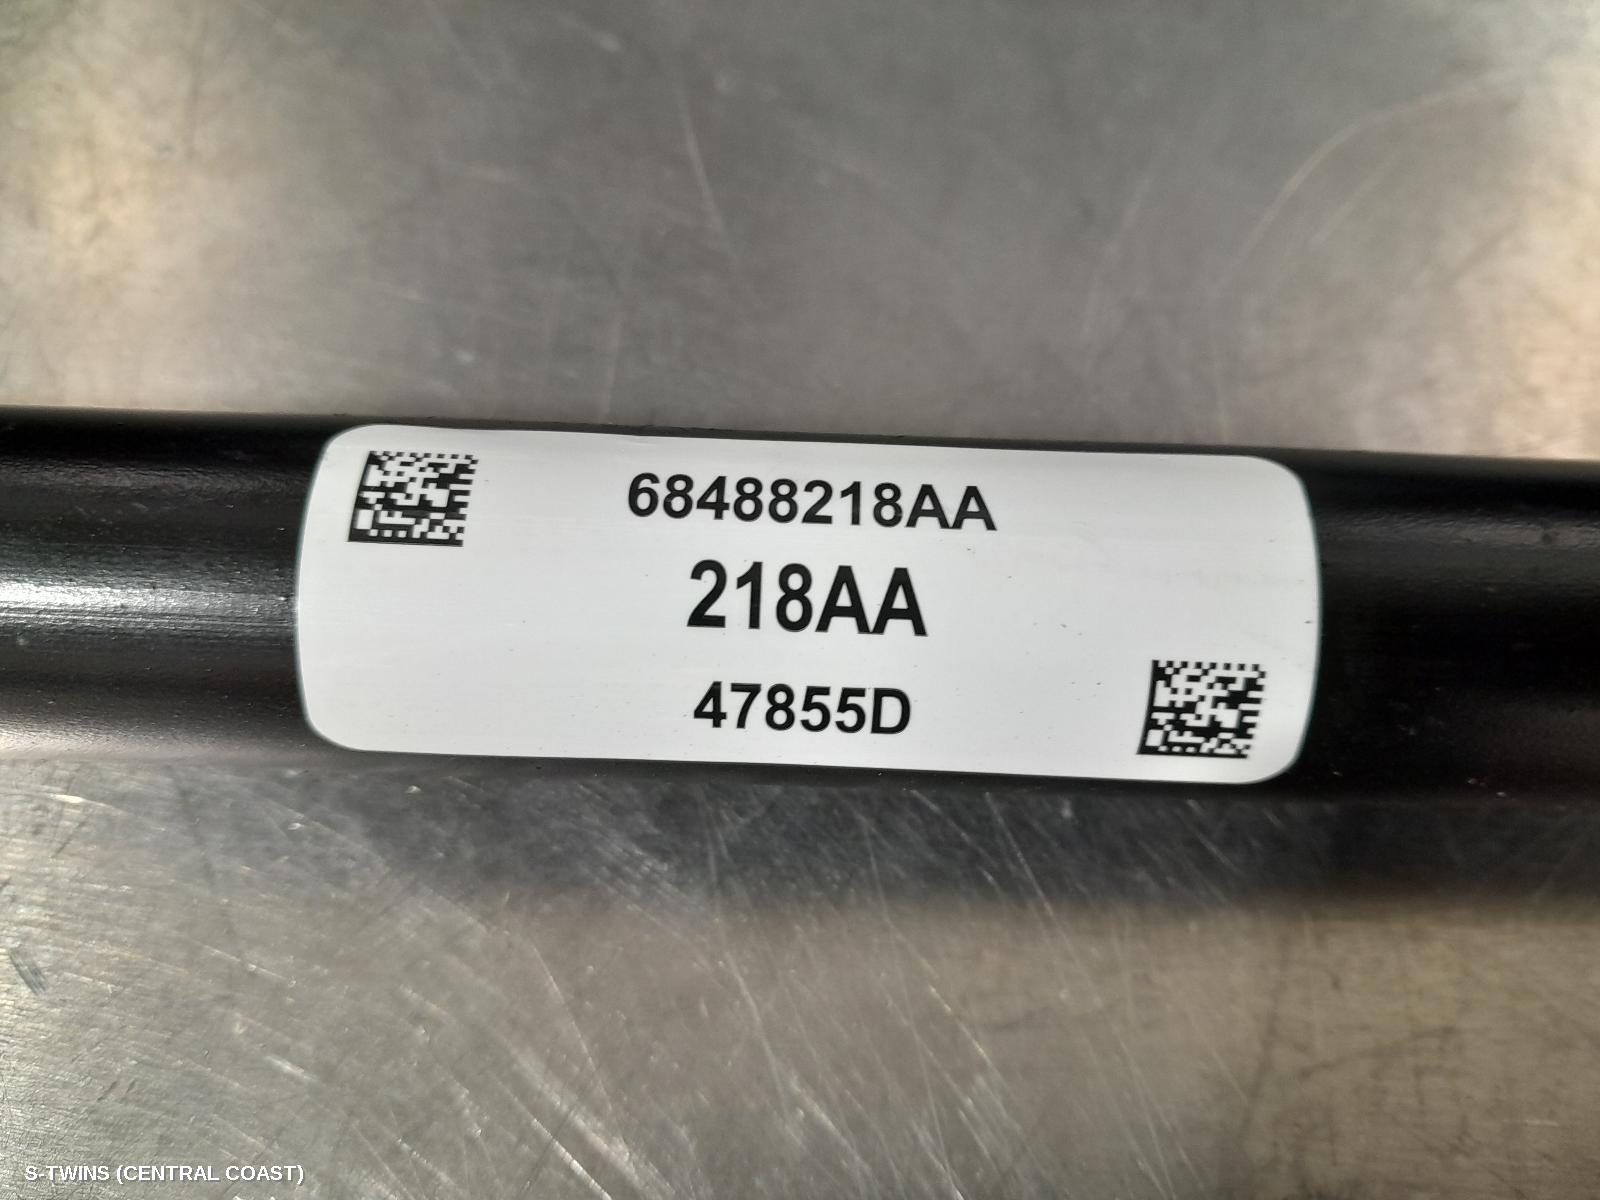 68488218AA
218AA
47855D
S-TWINS (CENTRAL COAST)